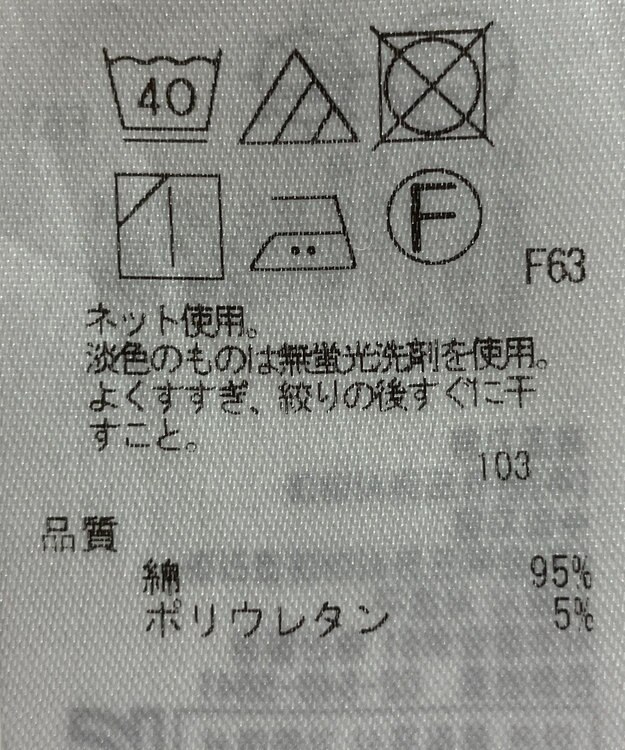 40
F
F63
ネット使用。
淡色のものは無蛍光洗剤を使用。
よくすすぎ、絞りの後すぐに干
すこと。
103
品質
綿 95%
ポリウレタン 5%